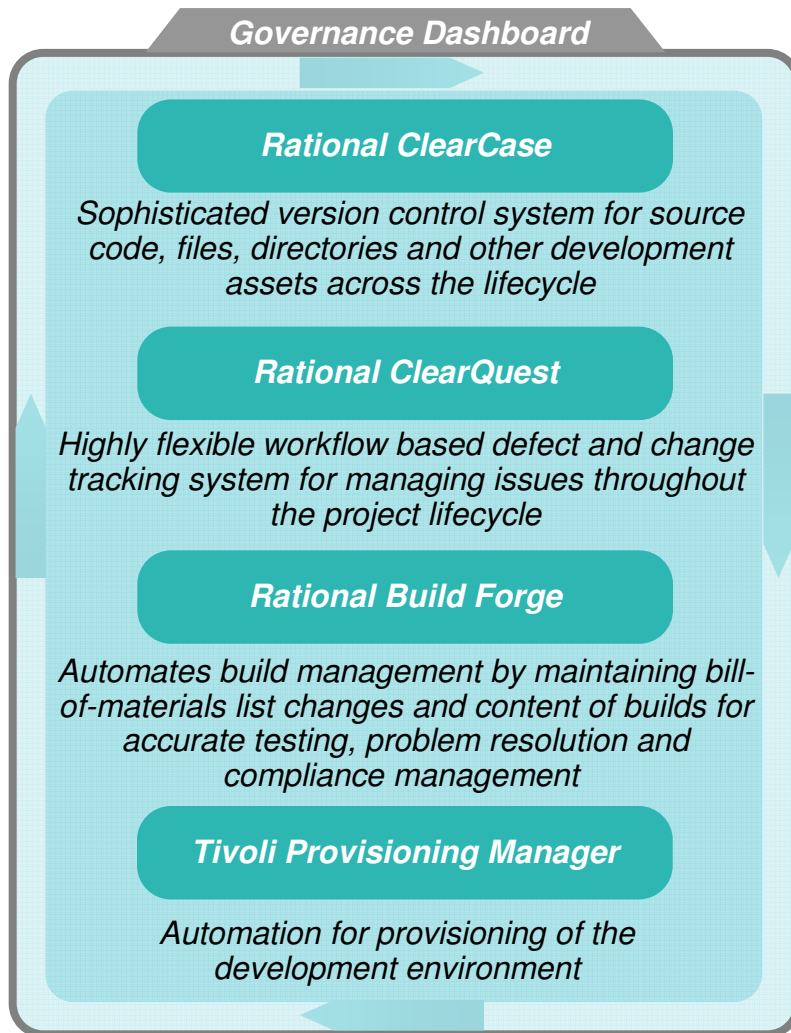 Governance Dashboard
Rational ClearCase
Sophisticated version control system for source
code, files, directories and other development
assets across the lifecycle
Rational ClearQuest
Highly flexible workflow based defect and change
tracking system for managing issues throughout
the project lifecycle
Rational Build Forge
Automates build management by maintaining bill-
of-materials list changes and content of builds for
accurate testing, problem resolution and
compliance management
Tivoli Provisioning Manager
Automation for provisioning of the
development environment